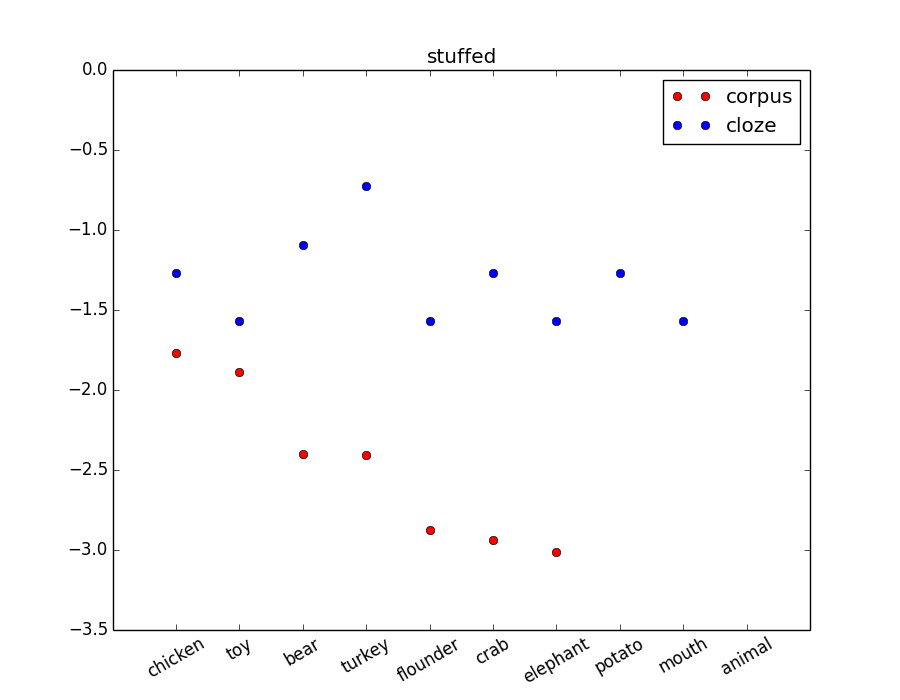 stuffed
corpus
cloze
0.0
−0.5
−1.0
−1.5
−2.0
−2.5
−3.0
−3.5
chicken
toy
bear
turkey
flounder
crab
elephant
potato
mouth
animal